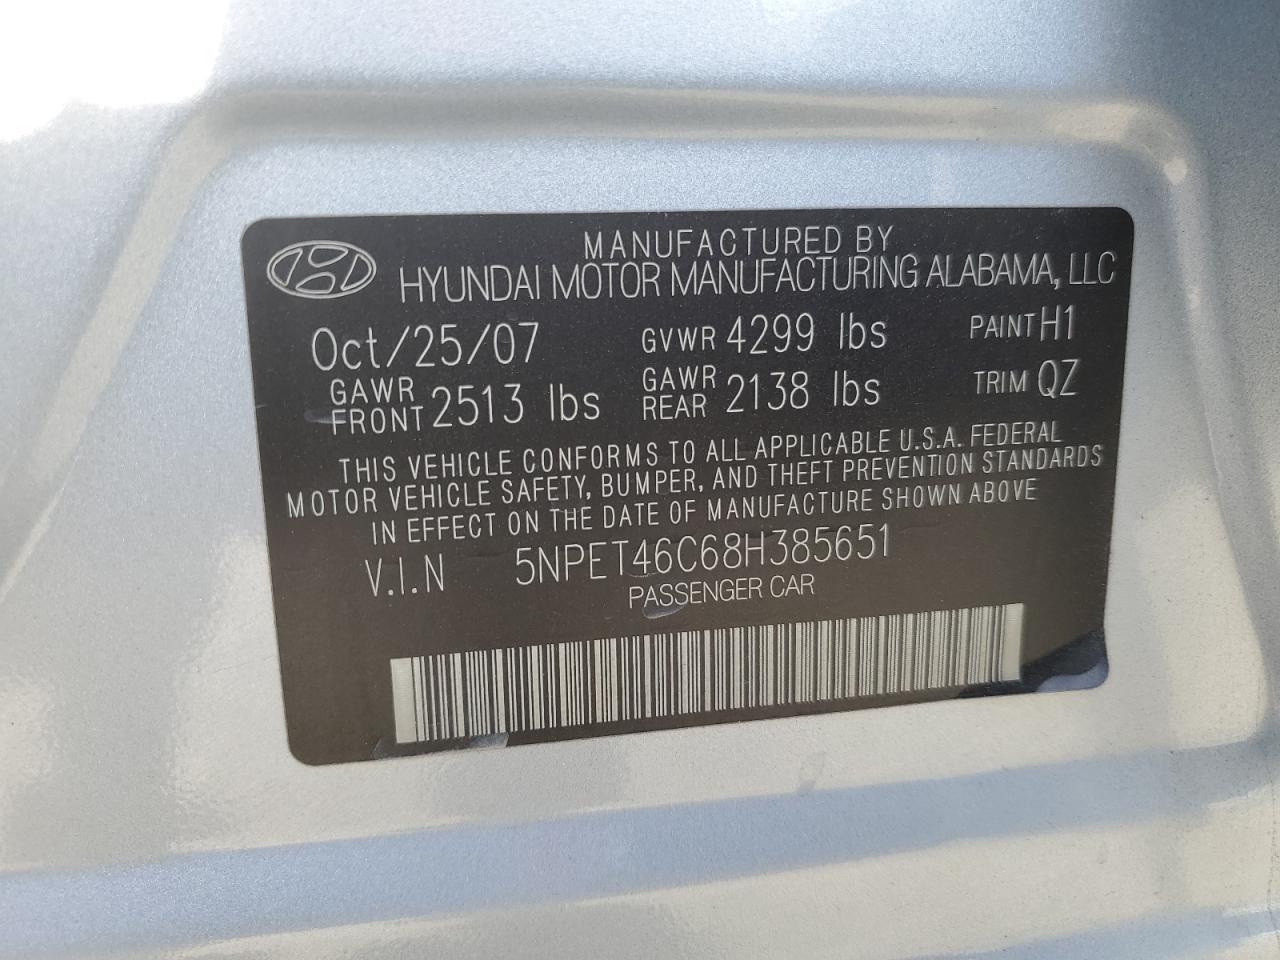 MANUFACTURED BY
HYUNDAI MOTOR MANUFACTURING ALABAMA, LLC
Oct/25/07 GVWR 4299 lbs PAINT H1
GAWR FRONT 2513 lbs GAWR REAR 2138 lbs TRIM QZ
THIS VEHICLE CONFORMS TO ALL APPLICABLE U.S.A. FEDERAL
MOTOR VEHICLE SAFETY, BUMPER, AND THEFT PREVENTION STANDARDS
IN EFFECT ON THE DATE OF MANUFACTURE SHOWN ABOVE
V.I.N 5NPET46C68H385651
PASSENGER CAR